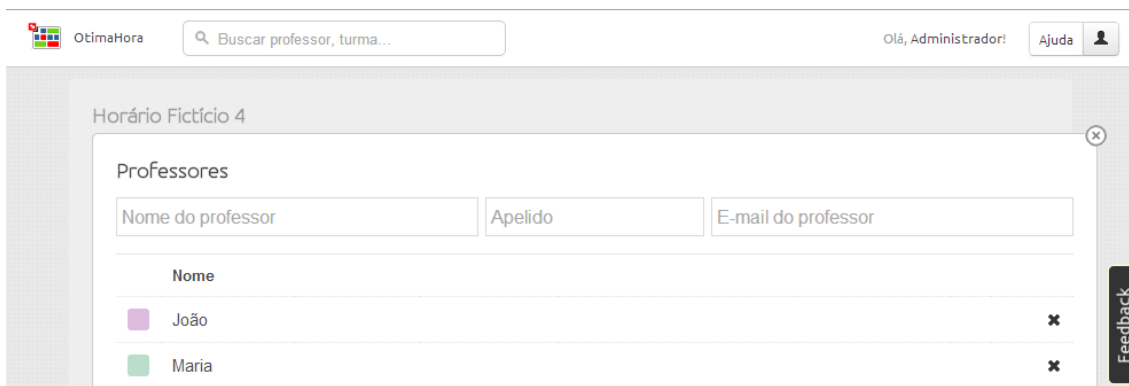 OtimaHora
Buscar professor, turma...
Olá, Administrador!
Ajuda
Horário Fictício 4
Professores
Nome do professor
Apelido
E-mail do professor
Nome
João
Maria
Feedback